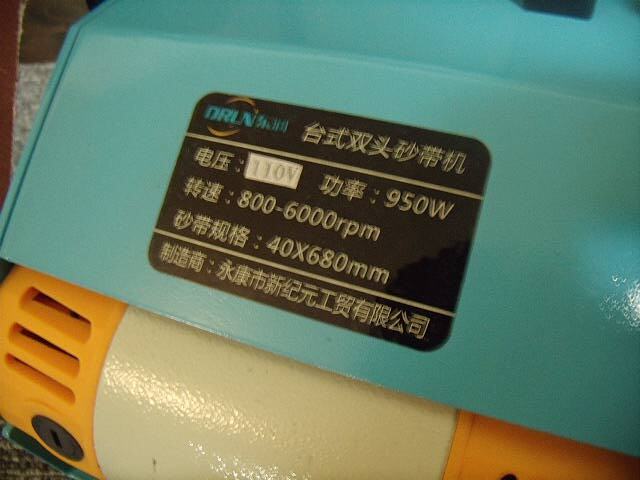 DRLN 东润 台式双头砂带机
电压：110V 功率：950W
转速：800-6000rpm
砂带规格：40X680mm
制造商：永康市新纪元工贸有限公司